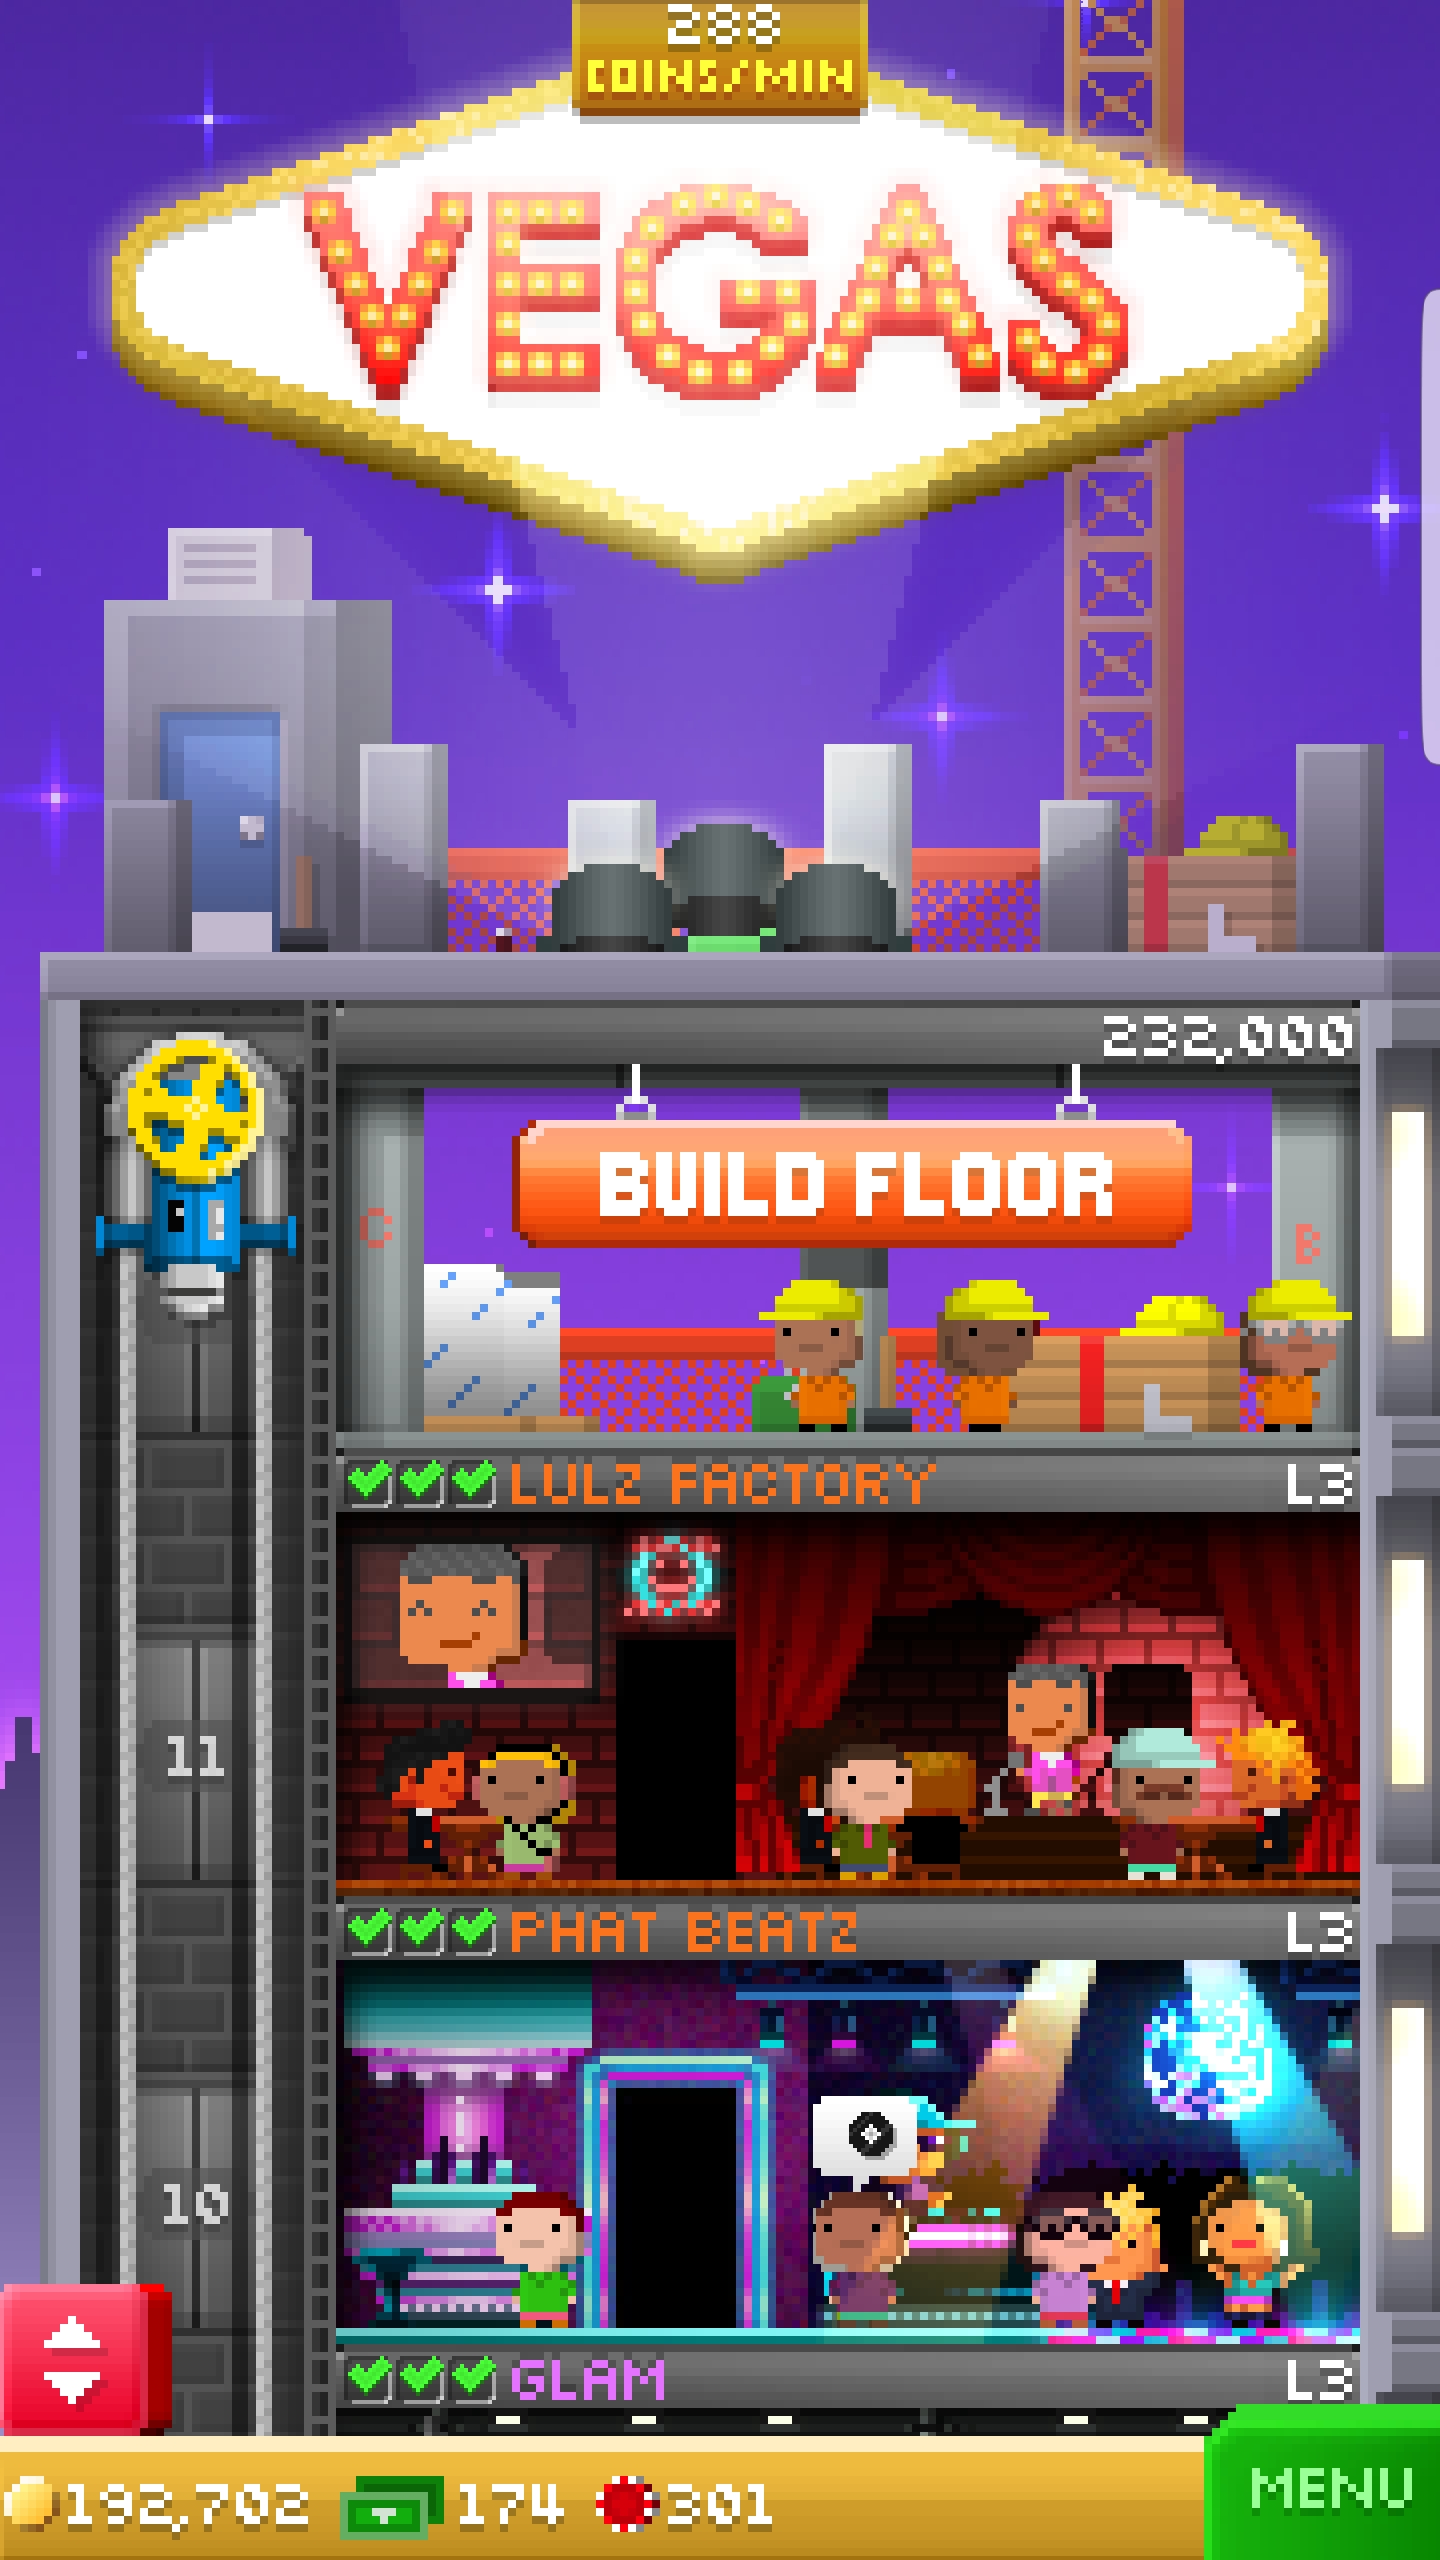 288
COINS/MIN
VEGAS
232,000
BUILD FLOOR
C
B
LULZ FACTORY L3
11
PHAT BEATZ L3
10
GLAM L3
192,702 174 301
MENU